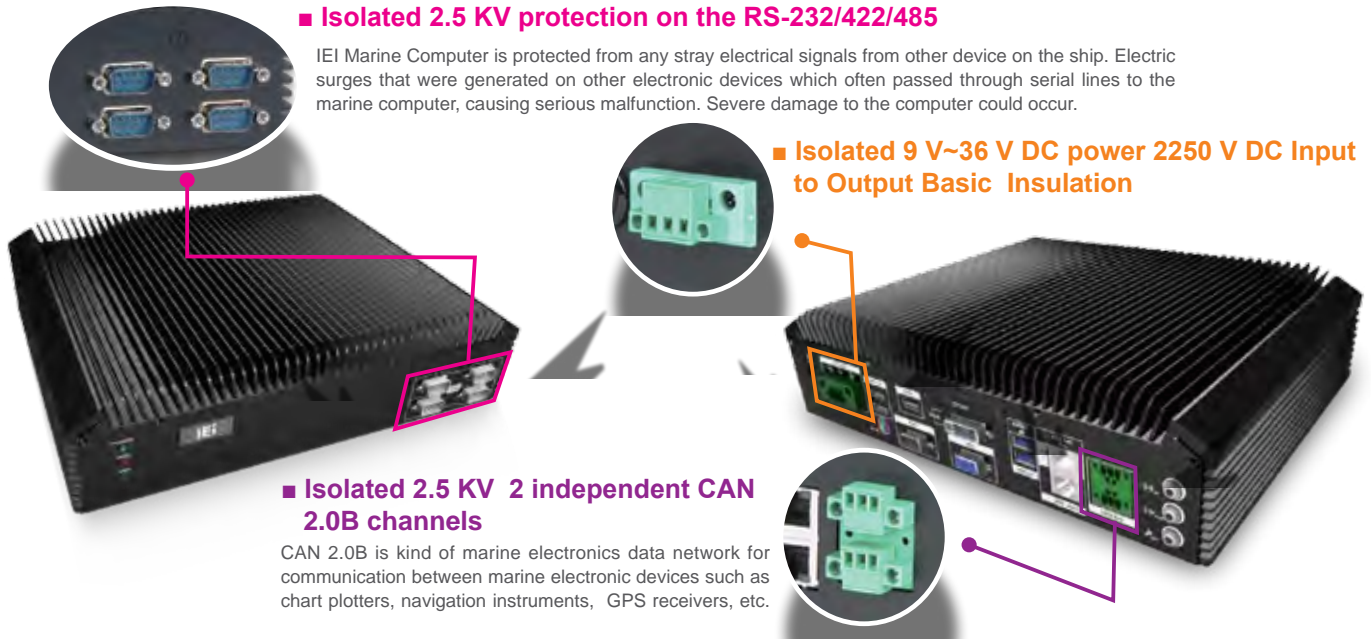 ■ Isolated 2.5 KV protection on the RS-232/422/485
IEI Marine Computer is protected from any stray electrical signals from other device on the ship. Electric
surges that were generated on other electronic devices which often passed through serial lines to the
marine computer, causing serious malfunction. Severe damage to the computer could occur.
■ Isolated 9 V~36 V DC power 2250 V DC Input
to Output Basic Insulation
IEi
■ Isolated 2.5 KV 2 independent CAN
2.0B channels
CAN 2.0B is kind of marine electronics data network for
communication between marine electronic devices such as
chart plotters, navigation instruments, GPS receivers, etc.